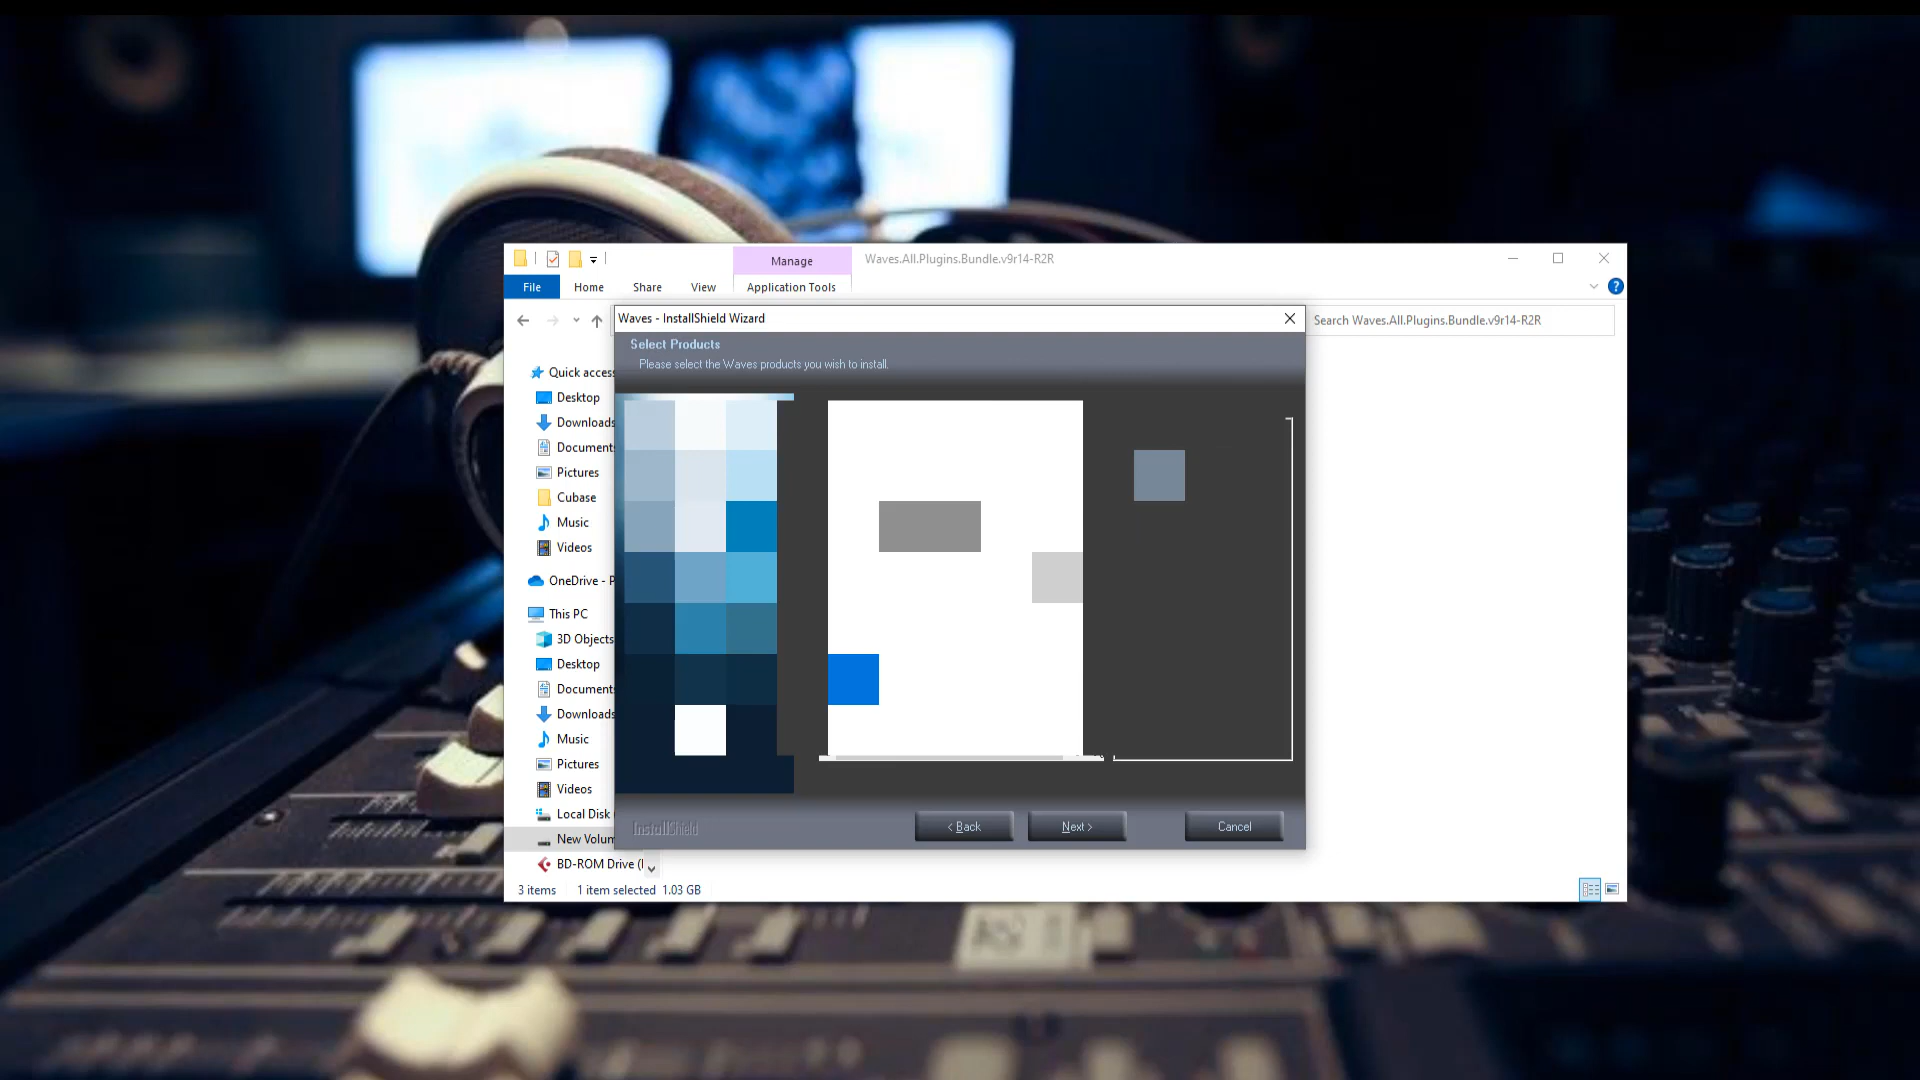 Manage
Waves.All.Plugins.Bundle.v9r14-R2R
File
Home
Share
View
Application Tools
Waves - InstallShield Wizard
Search Waves.All.Plugins.Bundle.v9r14-R2R
Select Products
Please select the Waves products you wish to install.
Quick access
Desktop
Downloads
Document
Pictures
Cubase
Music
Videos
OneDrive - P
This PC
3D Objects
Desktop
Document
Downloads
Music
Pictures
Videos
Local Disk
New Volum
BD-ROM Drive (
InstallShield
< Back
Next >
Cancel
3 items
1 item selected 1.03 GB